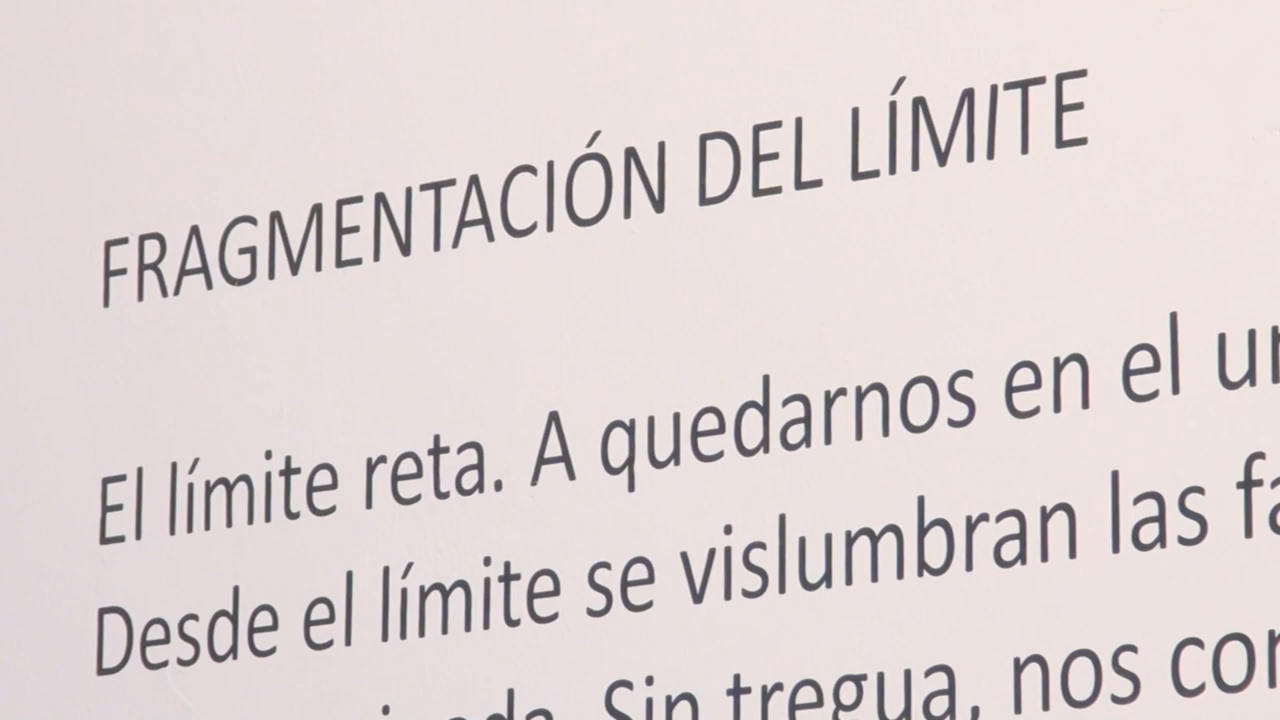 FRAGMENTACIÓN DEL LÍMITE
El límite reta. A quedarnos en el
Desde el límite se vislumbran las
Sin tregua, nos